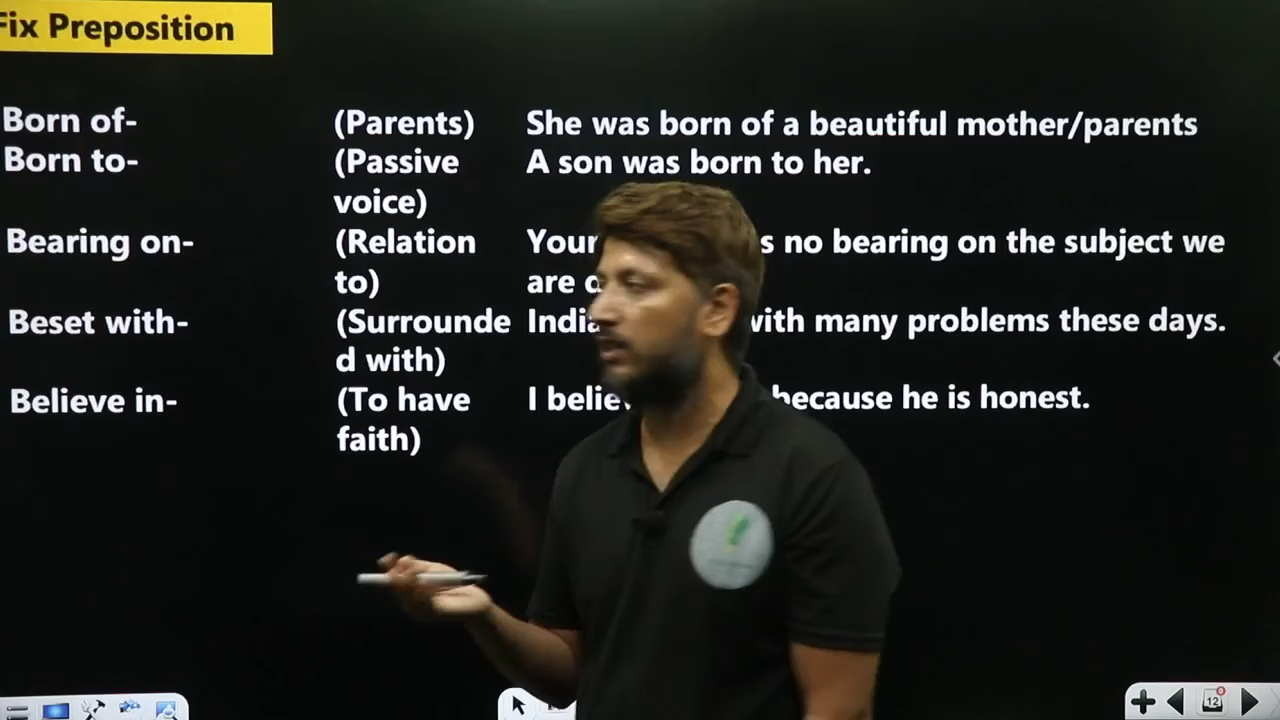 Fix Preposition
Born of- (Parents) She was born of a beautiful mother/parents
Born to- (Passive A son was born to her.
voice)
Bearing on- (Relation Your no bearing on the subject we
to) are
Beset with- (Surrounde India with many problems these days.
d with)
Believe in- (To have I because he is honest.
faith)
12